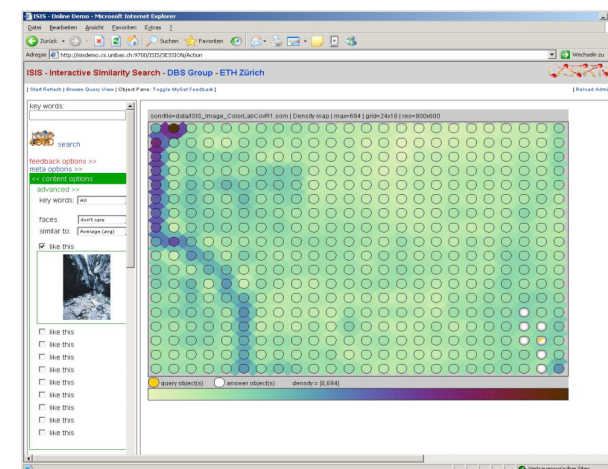 ISIS - Online Demo - Microsoft Internet Explorer
Datei Bearbeiten Ansicht Favoriten Extras ?
Zurück Suchen Favoriten
Adresse http://isisdemo.cs.unibas.ch:9700/ISIS/SESSION/Action Wechseln zu
ISIS - Interactive SImilarity Search - DBS Group - ETH Zürich
[ Start Refresh | Browse Query View | Object Pane: Toggle MySet Feedback ] [ Reload Admi
key words:
somfile=data/ISIS_Image_ColorLabCovR1.som | Density map | max=694 | grid=24x18 | res=800x600
ISIS search
feedback options >>
meta options >>
<< content options
advanced >>
key words: All
faces: don't care
similar to: Average (avg)
like this
like this
like this
like this
like this
like this
like this
like this
query object(s) answer object(s) density = [0,694]
like this
like this